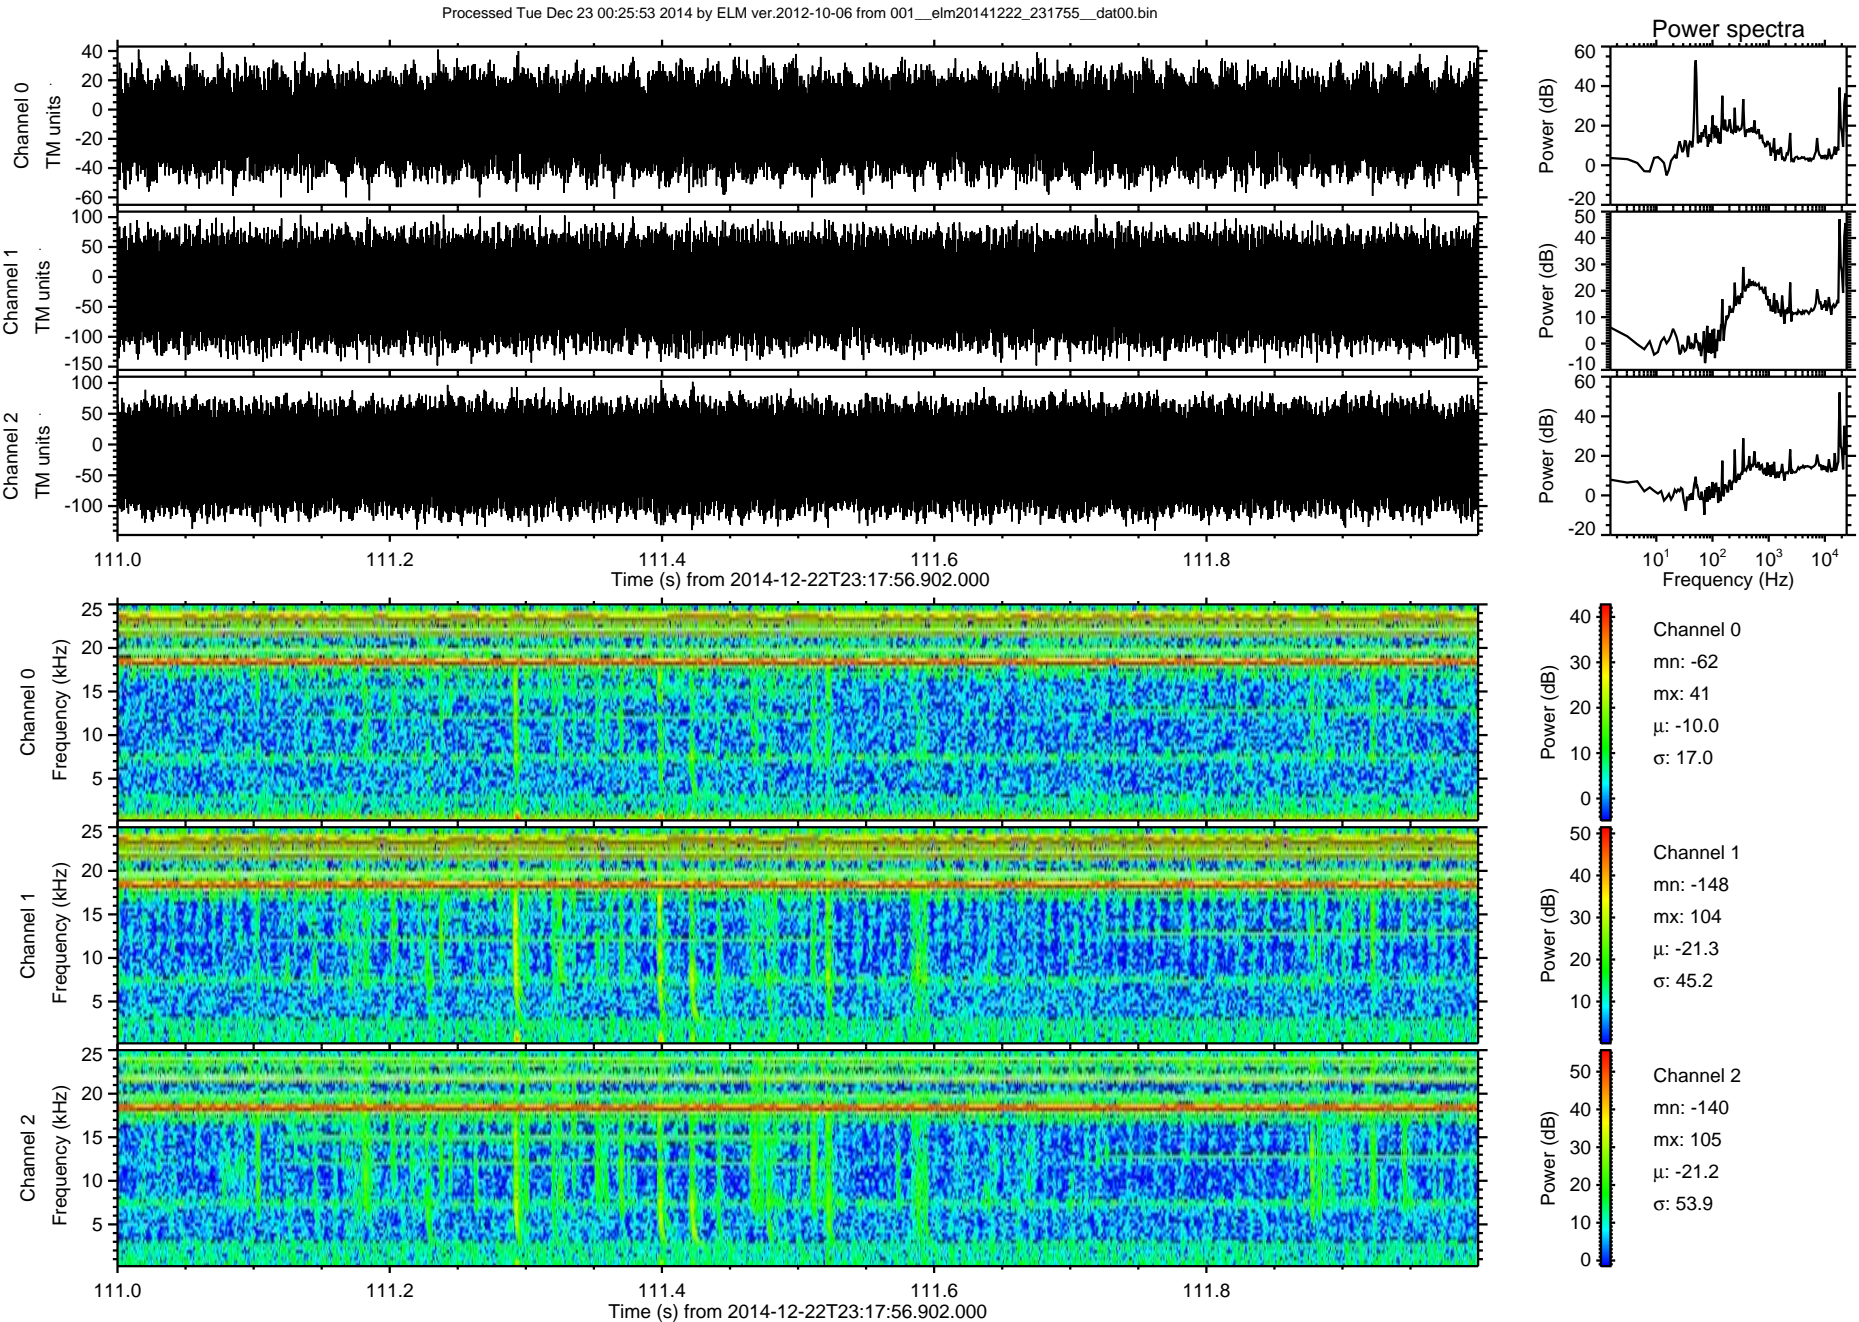 Processed Tue Dec 23 00:25:53 2014 by ELM ver.2012-10-06 from 001__elm20141222_231755__dat00.bin
Power spectra
Channel 0
TM units
40
20
0
-20
-40
-60
Power (dB)
60
40
20
0
-20
Channel 1
TM units
100
50
0
-50
-100
-150
Power (dB)
50
40
30
20
10
0
-10
Channel 2
TM units
100
50
0
-50
-100
Power (dB)
60
40
20
0
-20
111.0 111.2 111.4 111.6 111.8
Time (s) from 2014-12-22T23:17:56.902.000
10¹ 10² 10³ 10⁴
Frequency (Hz)
Channel 0
Frequency (kHz)
25
20
15
10
5
Power (dB)
40
30
20
10
0
Channel 0
mn: -62
mx: 41
μ: -10.0
σ: 17.0
Channel 1
Frequency (kHz)
25
20
15
10
5
Power (dB)
50
40
30
20
10
Channel 1
mn: -148
mx: 104
μ: -21.3
σ: 45.2
Channel 2
Frequency (kHz)
25
20
15
10
5
Power (dB)
50
40
30
20
10
0
Channel 2
mn: -140
mx: 105
μ: -21.2
σ: 53.9
111.0 111.2 111.4 111.6 111.8
Time (s) from 2014-12-22T23:17:56.902.000